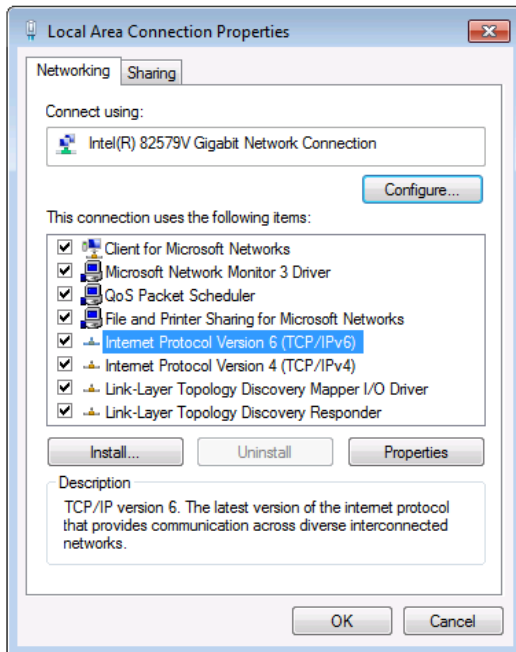 Local Area Connection Properties
Networking
Sharing
Connect using:
Intel(R) 82579V Gigabit Network Connection
Configure...
This connection uses the following items:
Client for Microsoft Networks
Microsoft Network Monitor 3 Driver
QoS Packet Scheduler
File and Printer Sharing for Microsoft Networks
Internet Protocol Version 6 (TCP/IPv6)
Internet Protocol Version 4 (TCP/IPv4)
Link-Layer Topology Discovery Mapper I/O Driver
Link-Layer Topology Discovery Responder
Install...
Uninstall
Properties
Description
TCP/IP version 6. The latest version of the internet protocol
that provides communication across diverse interconnected
networks.
OK
Cancel